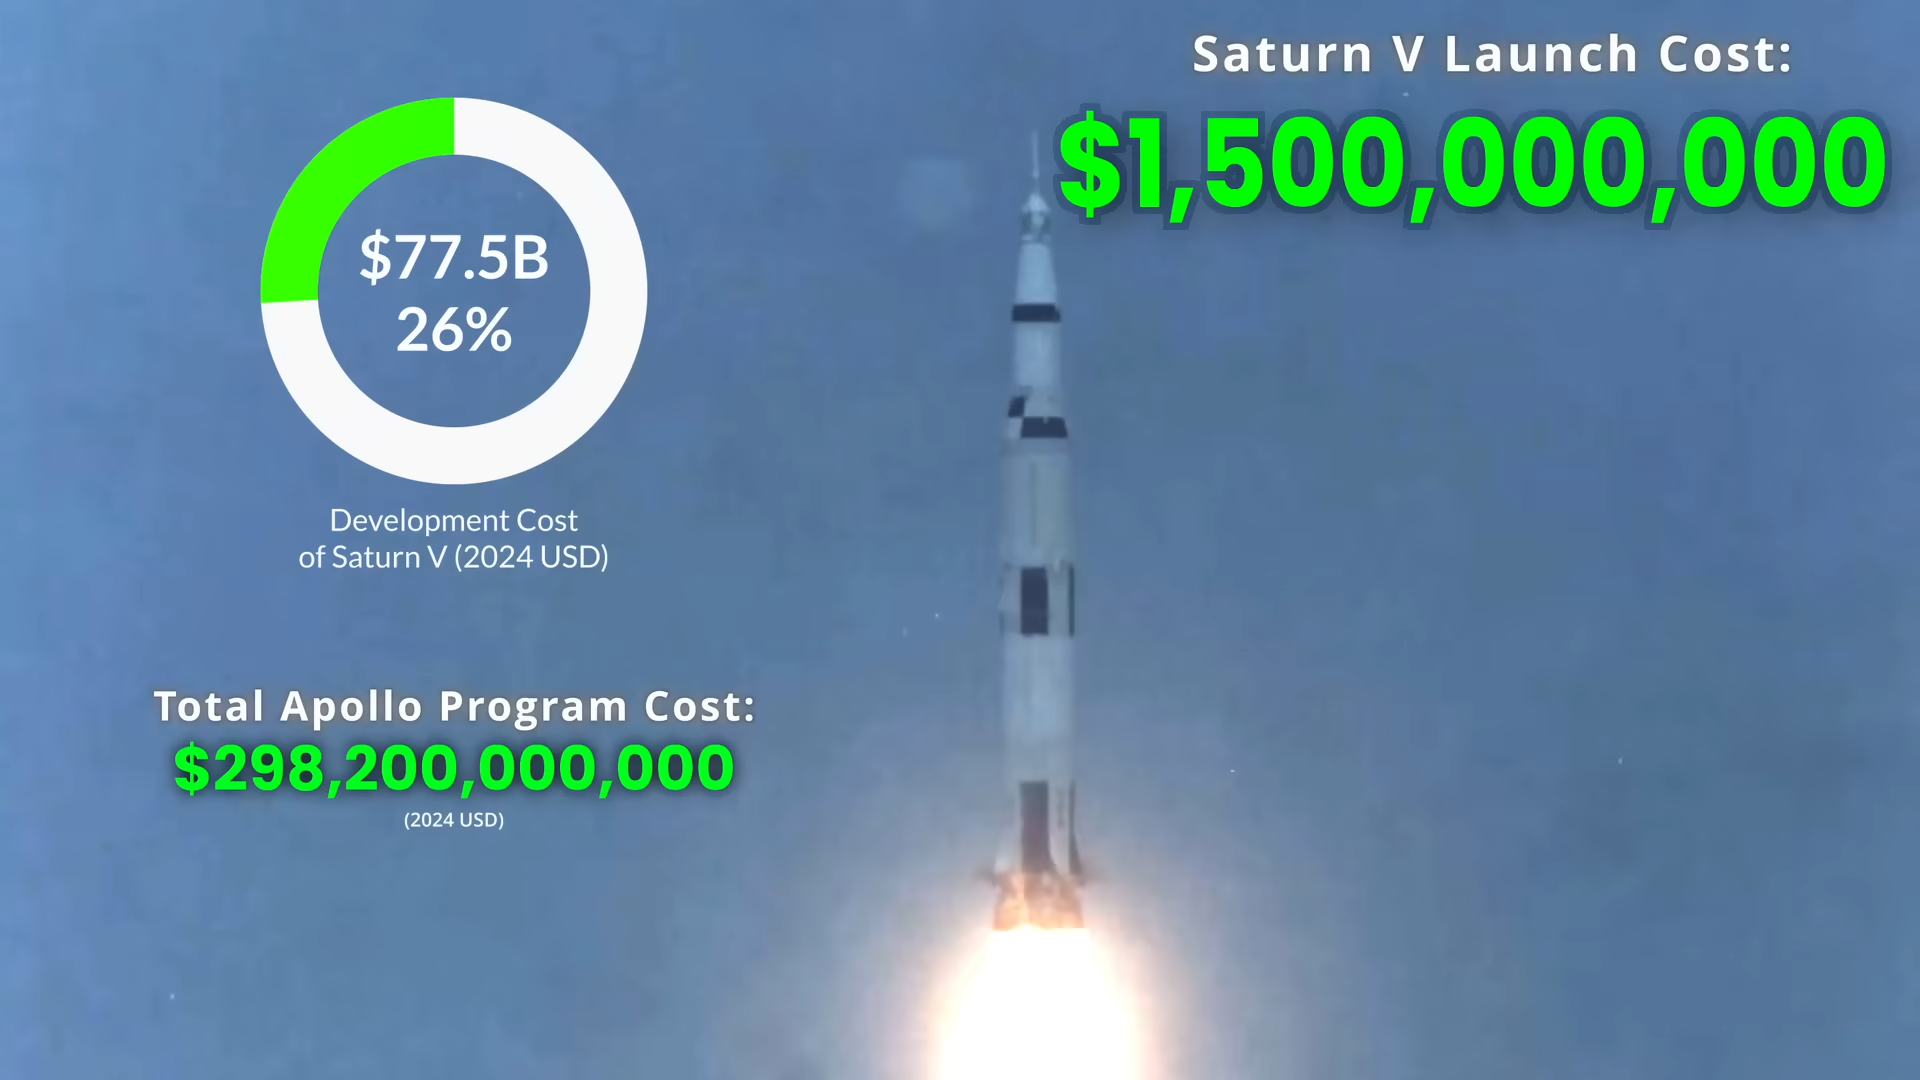 Saturn V Launch Cost:
$1,500,000,000
$77.5B
26%
Development Cost
of Saturn V (2024 USD)
Total Apollo Program Cost:
$298,200,000,000
(2024 USD)